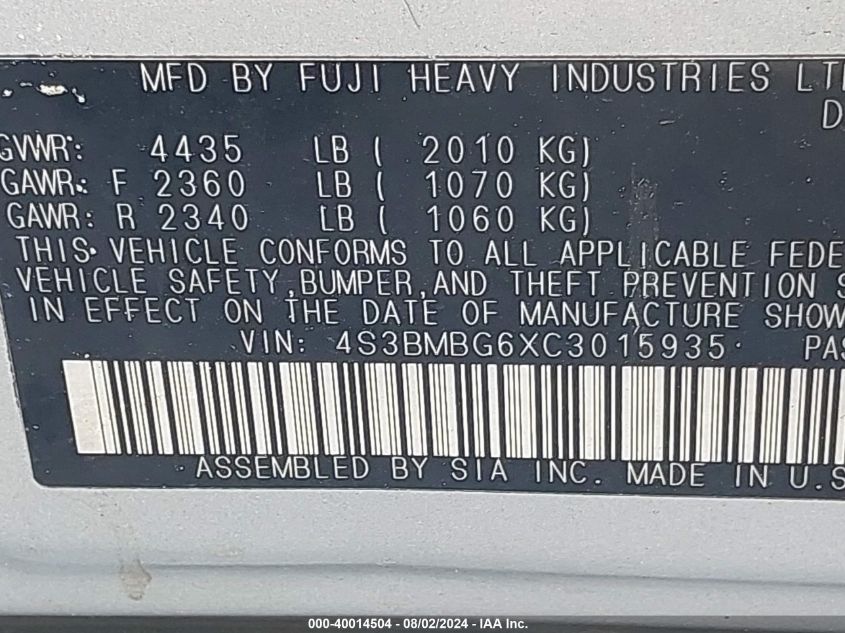 MFD BY FUJI HEAVY INDUSTRIES LTD
D
GVWR: 4435 LB ( 2010 KG)
GAWR: F 2360 LB ( 1070 KG)
GAWR: R 2340 LB ( 1060 KG)
THIS VEHICLE CONFORMS TO ALL APPLICABLE FEDE
VEHICLE SAFETY, BUMPER, AND THEFT PREVENTION S
IN EFFECT ON THE DATE OF MANUFACTURE SHOW
VIN: 4S3BMBG6XC3015935 PAS
ASSEMBLED BY SIA INC. MADE IN U.S
000-40014504 - 08/02/2024 - IAA Inc.